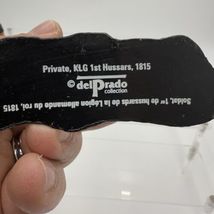 Private, KLG 1st Hussars, 1815
© delPrado
collection
Soldat, 1er de hussards de la Légion allemande du roi, 1815